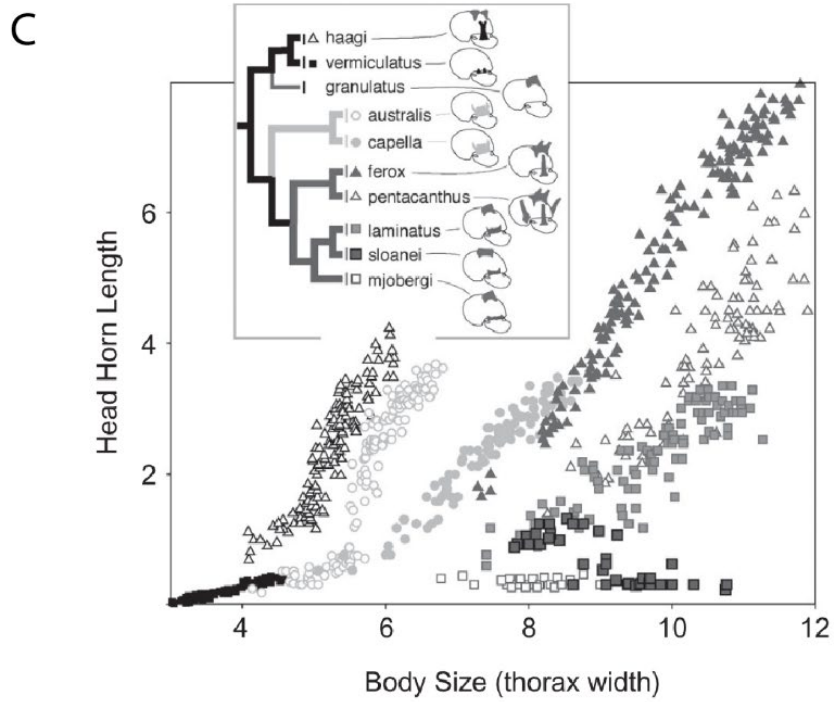 C
haagi
vermiculatus
granulatus
australis
capella
ferox
pentacanthus
laminatus
sloanei
mjobergi
Head Horn Length
6
4
2
4 6 8 10 12
Body Size (thorax width)